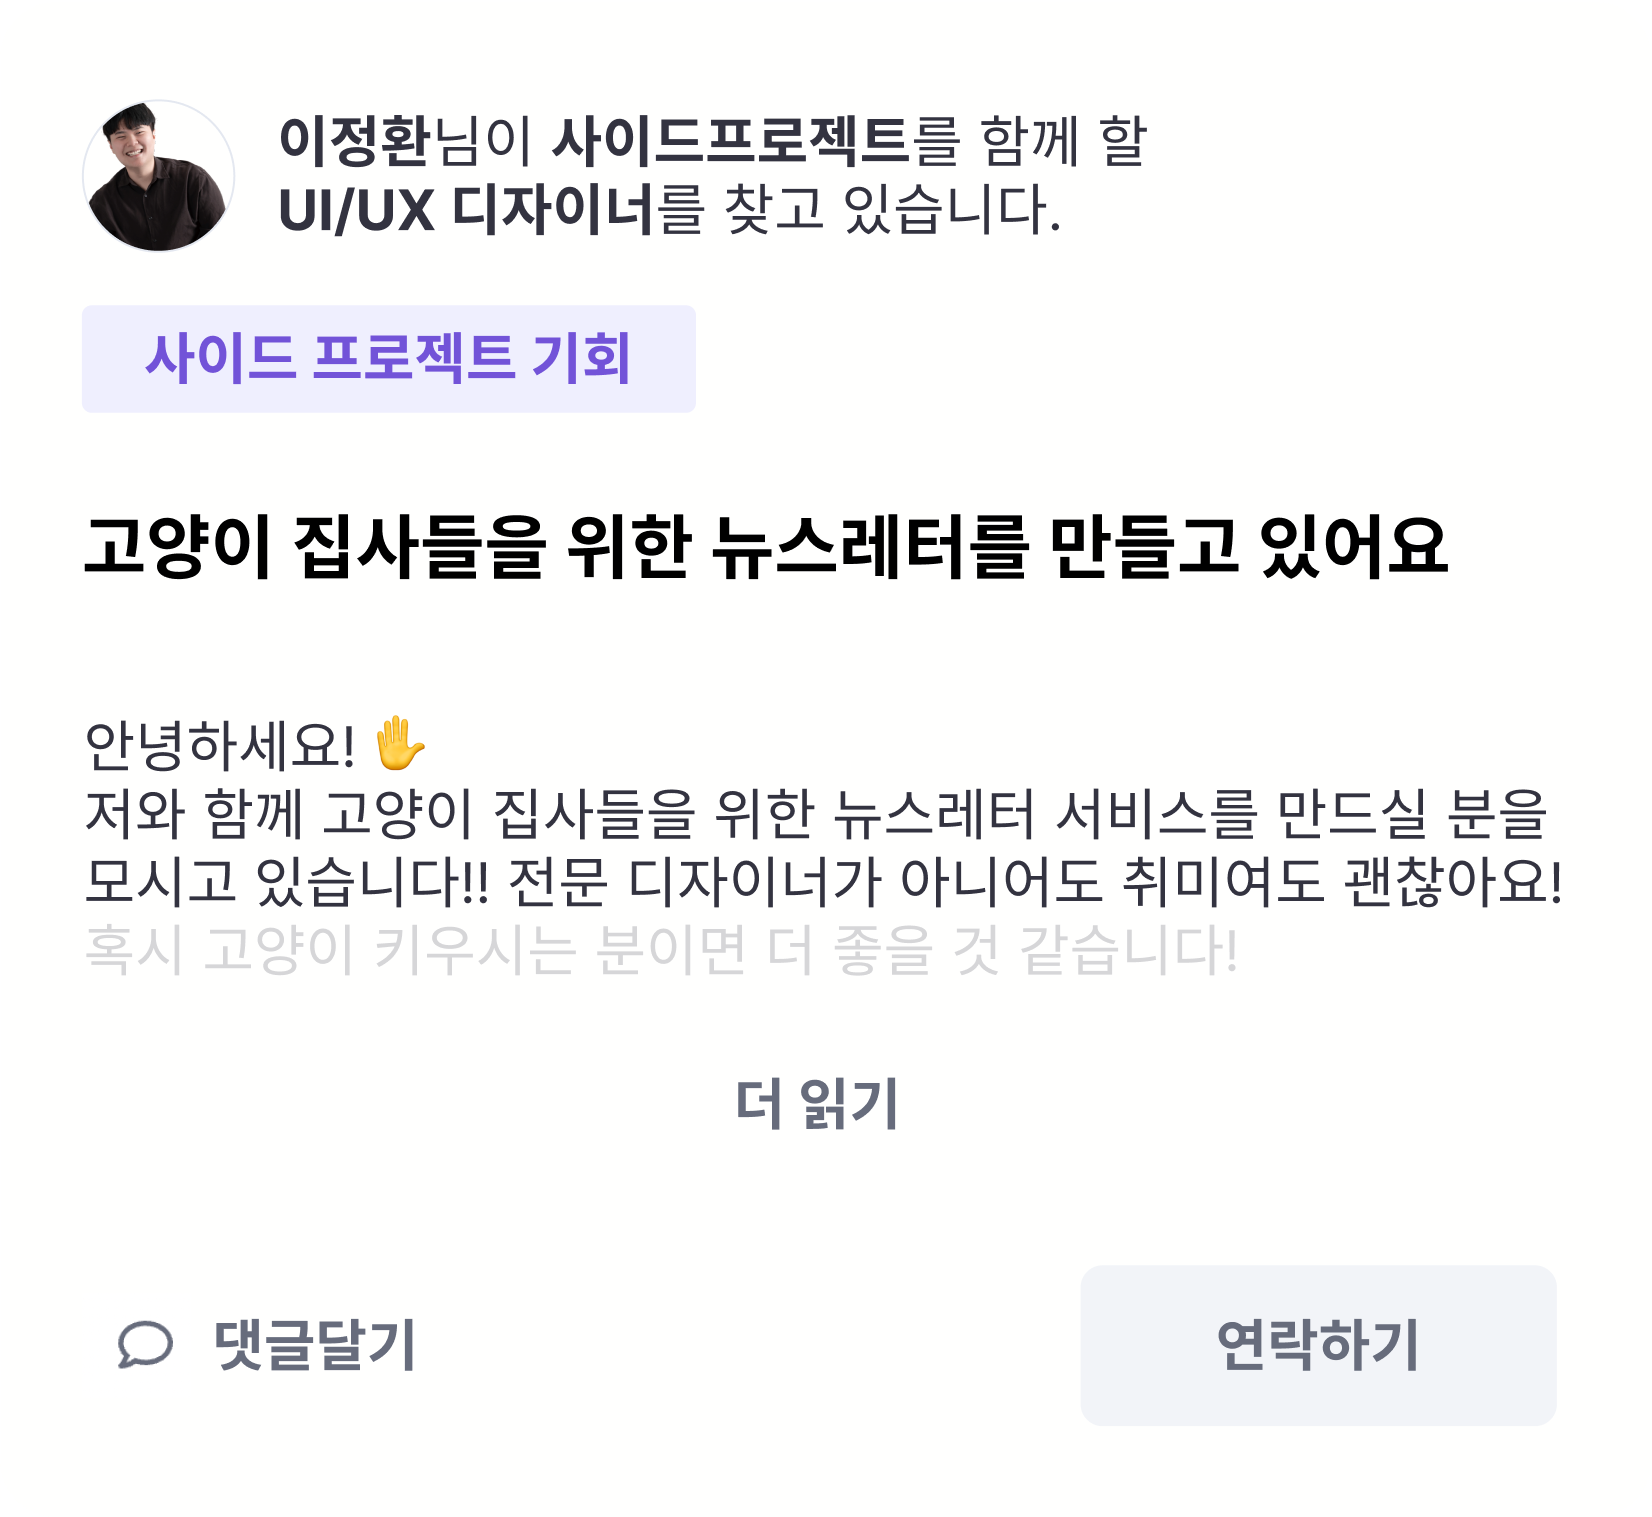 이정환님이 사이드프로젝트를 함께 할
UI/UX 디자이너를 찾고 있습니다.
사이드 프로젝트 기회
고양이 집사들을 위한 뉴스레터를 만들고 있어요
안녕하세요! 🖐
저와 함께 고양이 집사들을 위한 뉴스레터 서비스를 만드실 분을
모시고 있습니다!! 전문 디자이너가 아니어도 취미여도 괜찮아요!
혹시 고양이 키우시는 분이면 더 좋을 것 같습니다!
더 읽기
댓글달기
연락하기